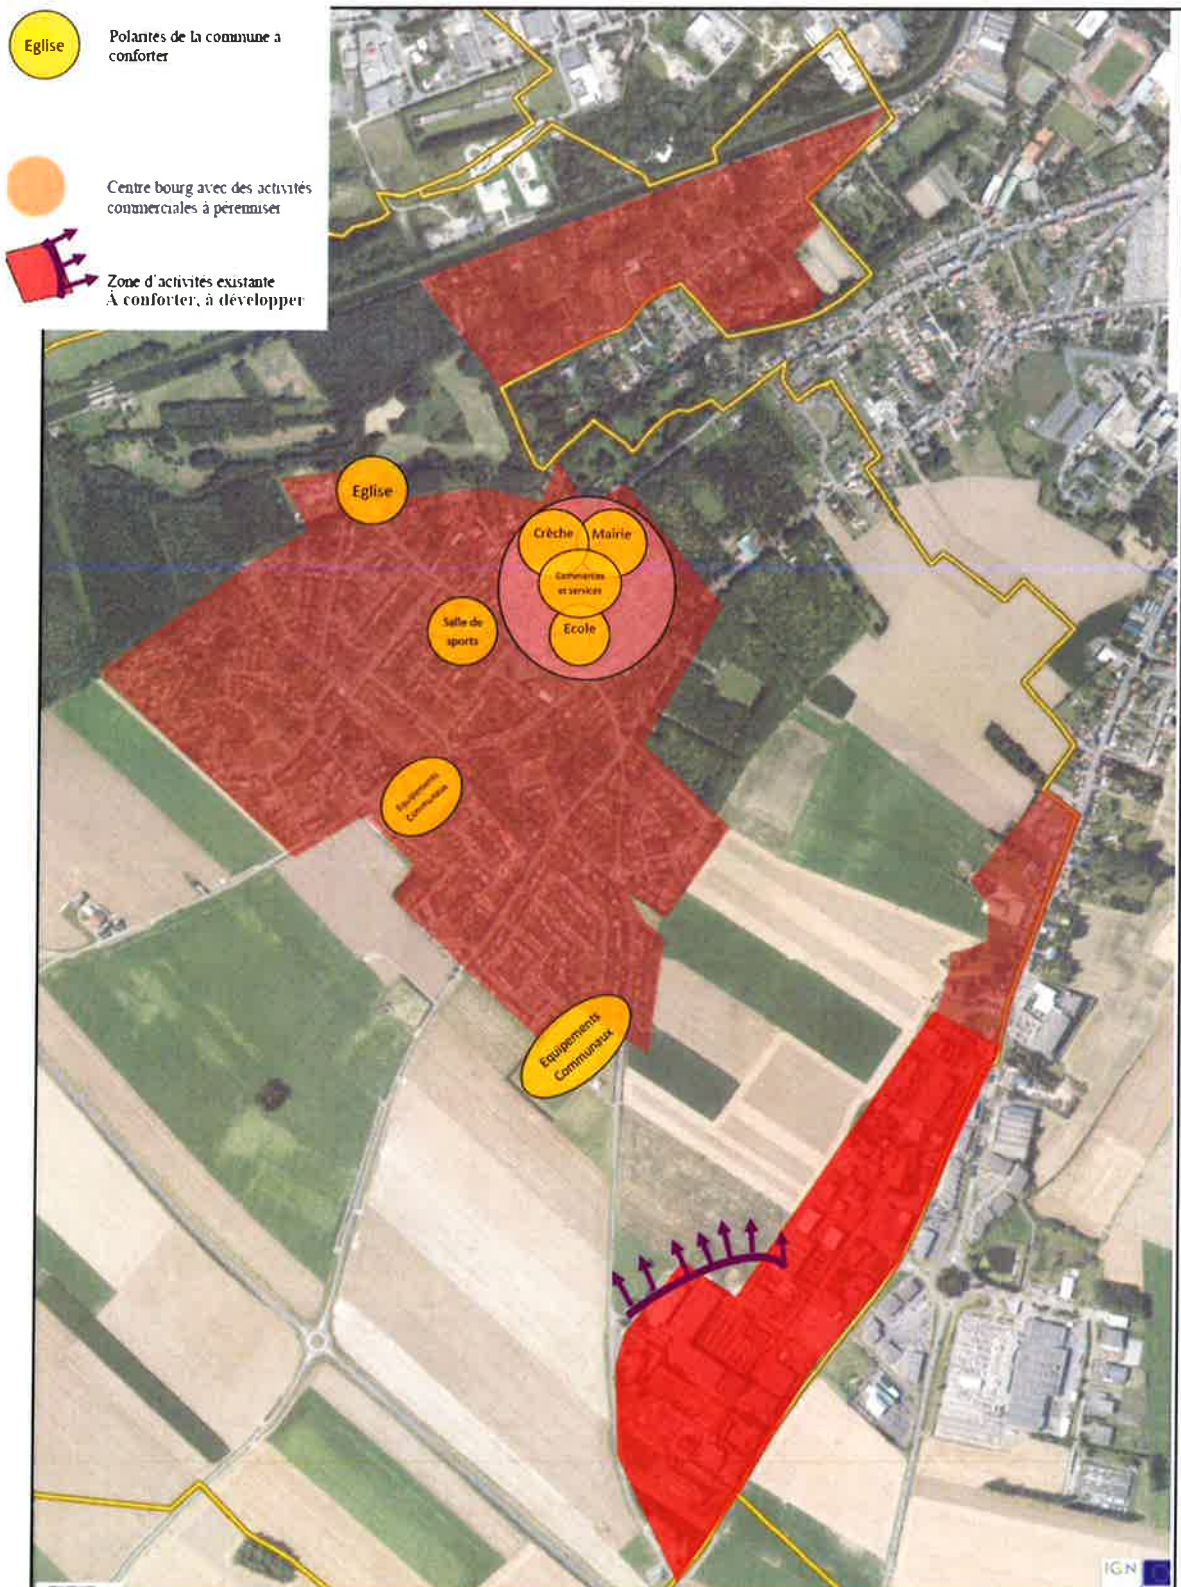 Eglise
Polarités de la commune à
conforter
Centre bourg avec des activités
commerciales à pérenniser
Zone d'activités existante
À conforter, à développer
Eglise
Crèche
Mairie
Commerces
et services
Ecole
Salle de
sports
Equipements
Communaux
Equipements
Communaux
IGN